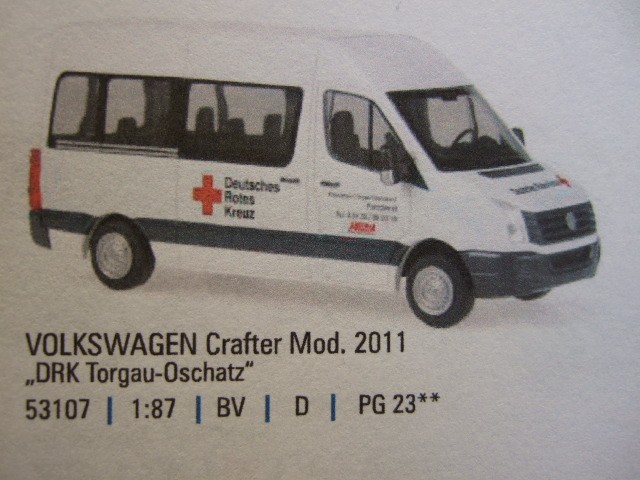 Deutsches
Rotes
Kreuz
VOLKSWAGEN Crafter Mod. 2011
„DRK Torgau-Oschatz“
53107 | 1:87 | BV | D | PG 23**